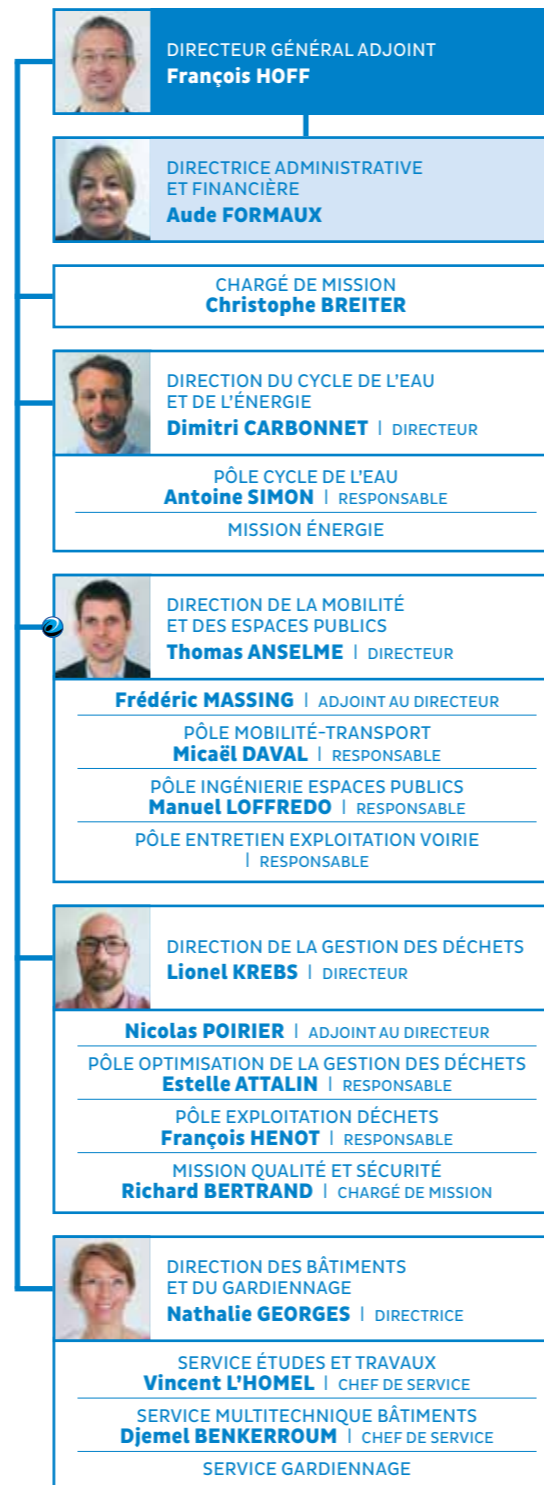 DIRECTEUR GÉNÉRAL ADJOINT
François HOFF
DIRECTRICE ADMINISTRATIVE
ET FINANCIÈRE
Aude FORMAUX
CHARGÉ DE MISSION
Christophe BREITER
DIRECTION DU CYCLE DE L'EAU
ET DE L'ÉNERGIE
Dimitri CARBONNET | DIRECTEUR
PÔLE CYCLE DE L'EAU
Antoine SIMON | RESPONSABLE
MISSION ÉNERGIE
DIRECTION DE LA MOBILITÉ
ET DES ESPACES PUBLICS
Thomas ANSELME | DIRECTEUR
Frédéric MASSING | ADJOINT AU DIRECTEUR
PÔLE MOBILITÉ-TRANSPORT
Micaël DAVAL | RESPONSABLE
PÔLE INGÉNIERIE ESPACES PUBLICS
Manuel LOFFREDO | RESPONSABLE
PÔLE ENTRETIEN EXPLOITATION VOIRIE
| RESPONSABLE
DIRECTION DE LA GESTION DES DÉCHETS
Lionel KREBS | DIRECTEUR
Nicolas POIRIER | ADJOINT AU DIRECTEUR
PÔLE OPTIMISATION DE LA GESTION DES DÉCHETS
Estelle ATTALIN | RESPONSABLE
PÔLE EXPLOITATION DÉCHETS
François HENOT | RESPONSABLE
MISSION QUALITÉ ET SÉCURITÉ
Richard BERTRAND | CHARGÉ DE MISSION
DIRECTION DES BÂTIMENTS
ET DU GARDIENNAGE
Nathalie GEORGES | DIRECTRICE
SERVICE ÉTUDES ET TRAVAUX
Vincent L'HOMEL | CHEF DE SERVICE
SERVICE MULTITECHNIQUE BÂTIMENTS
Djemel BENKERROUM | CHEF DE SERVICE
SERVICE GARDIENNAGE